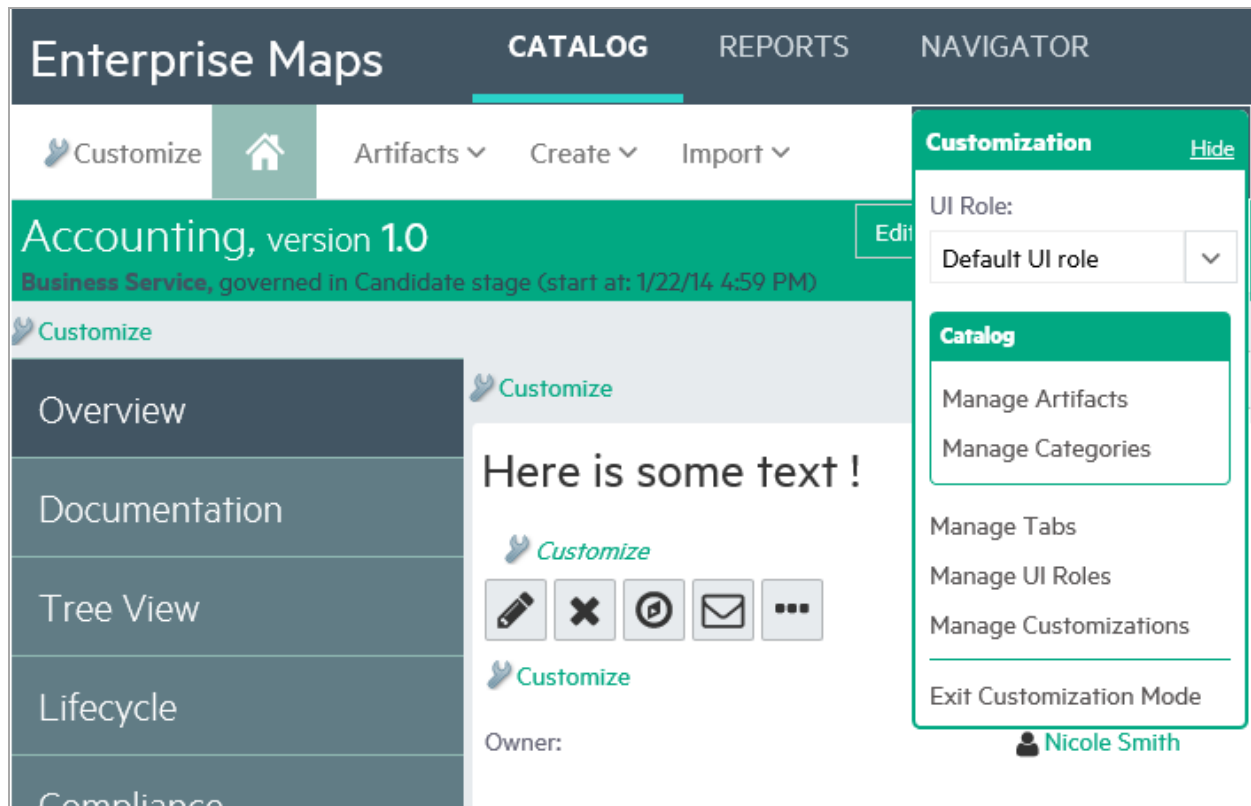 Enterprise Maps
CATALOG REPORTS NAVIGATOR
Customize Artifacts Create Import
Accounting, version 1.0
Edit
Business Service, governed in Candidate stage (start at: 1/22/14 4:59 PM)
Customize
Overview
Documentation
Tree View
Lifecycle
Compliance
Customize
Here is some text !
Customize
Customize
Owner:
Nicole Smith
Customization Hide
UI Role:
Default UI role
Catalog
Manage Artifacts
Manage Categories
Manage Tabs
Manage UI Roles
Manage Customizations
Exit Customization Mode